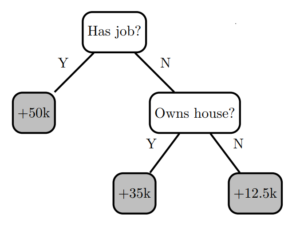 Has job?
Y N
+50k
Owns house?
Y N
+35k
+12.5k